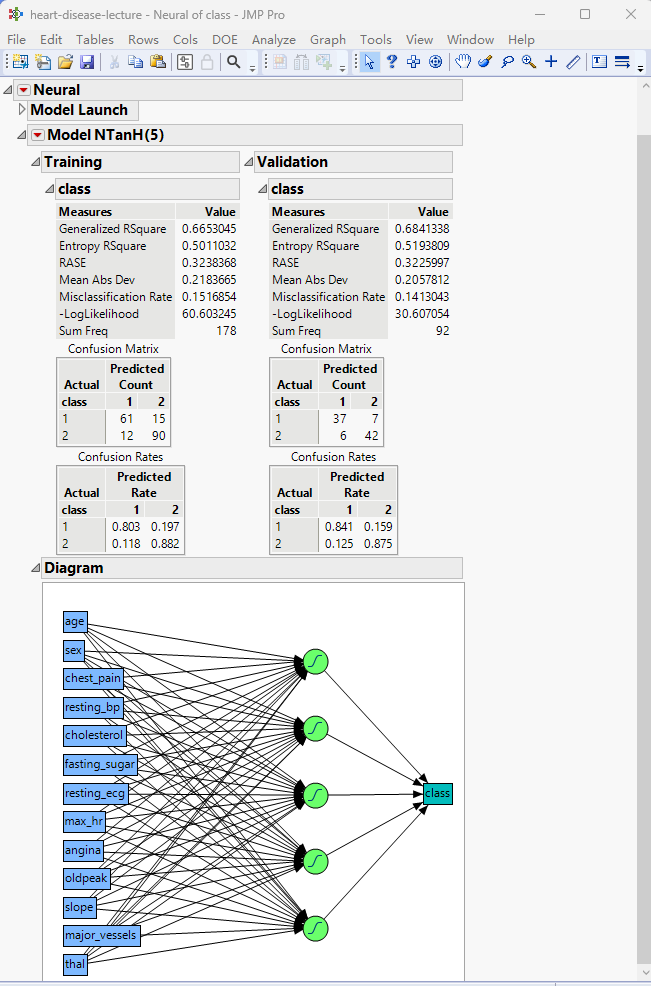 heart-disease-lecture - Neural of class - JMP Pro
File Edit Tables Rows Cols DOE Analyze Graph Tools View Window Help
Neural
Model Launch
Model NTanH(5)
Training
class
Measures Value
Generalized RSquare 0.6653045
Entropy RSquare 0.5011032
RASE 0.3238368
Mean Abs Dev 0.2183665
Misclassification Rate 0.1516854
-LogLikelihood 60.603245
Sum Freq 178
Confusion Matrix
Predicted
Actual Count
class 1 2
1 61 15
2 12 90
Confusion Rates
Predicted
Actual Rate
class 1 2
1 0.803 0.197
2 0.118 0.882
Validation
class
Measures Value
Generalized RSquare 0.6841338
Entropy RSquare 0.5193809
RASE 0.3225997
Mean Abs Dev 0.2057812
Misclassification Rate 0.1413043
-LogLikelihood 30.607054
Sum Freq 92
Confusion Matrix
Predicted
Actual Count
class 1 2
1 37 7
2 6 42
Confusion Rates
Predicted
Actual Rate
class 1 2
1 0.841 0.159
2 0.125 0.875
Diagram
age
sex
chest_pain
resting_bp
cholesterol
fasting_sugar
resting_ecg
max_hr
angina
oldpeak
slope
major_vessels
thal
class